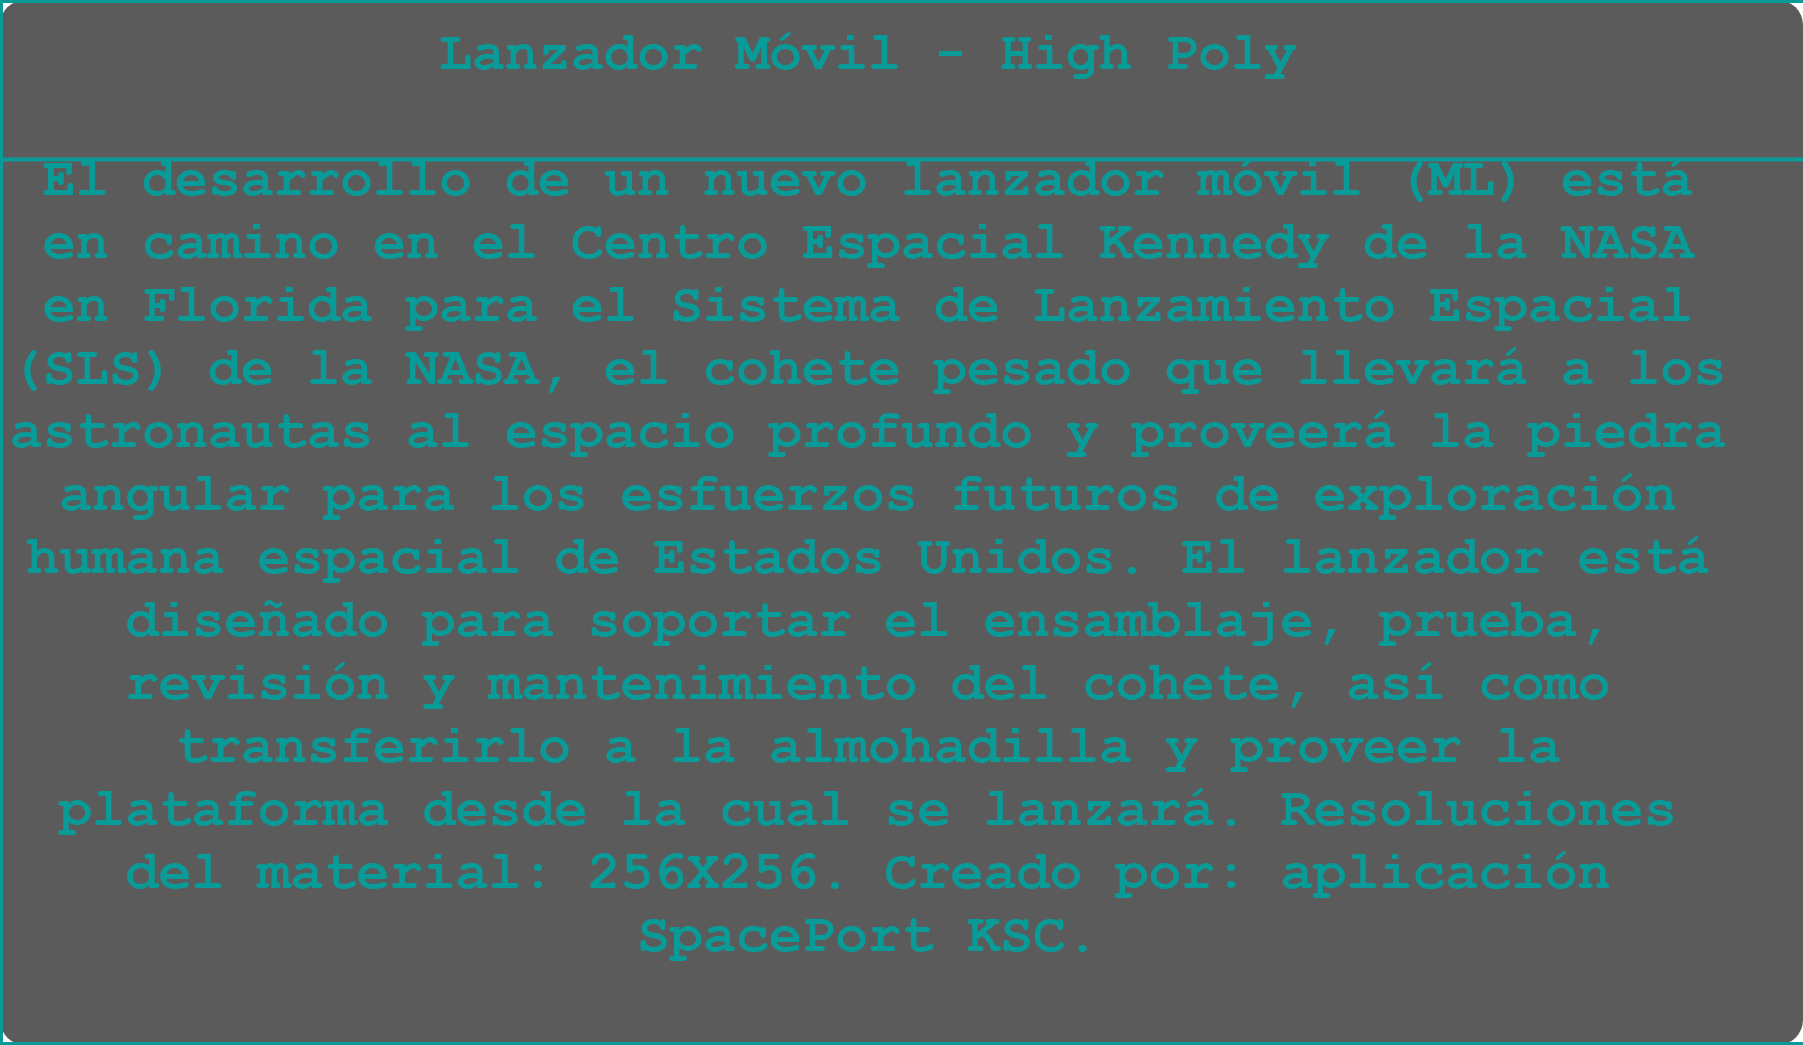 Lanzador Móvil - High Poly
El desarrollo de un nuevo lanzador móvil (ML) está
en camino en el Centro Espacial Kennedy de la NASA
en Florida para el Sistema de Lanzamiento Espacial
(SLS) de la NASA, el cohete pesado que llevará a los
astronautas al espacio profundo y proveerá la piedra
angular para los esfuerzos futuros de exploración
humana espacial de Estados Unidos. El lanzador está
diseñado para soportar el ensamblaje, prueba,
revisión y mantenimiento del cohete, así como
transferirlo a la almohadilla y proveer la
plataforma desde la cual se lanzará. Resoluciones
del material: 256X256. Creado por: aplicación
SpacePort KSC.